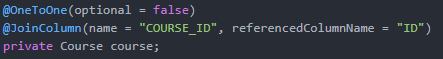 @OneToOne(optional = false)
@JoinColumn(name = "COURSE_ID", referencedColumnName = "ID")
private Course course;